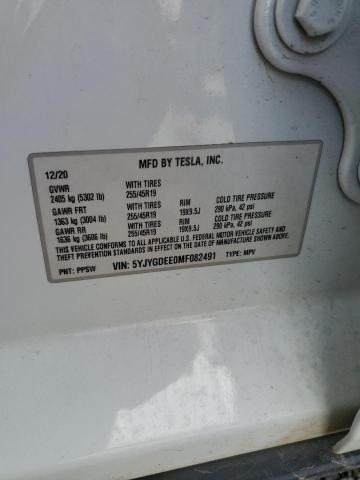 MFD BY TESLA, INC.
12/20
GVWR WITH TIRES
2405 kg (5302 lb) 255/45R19
GAWR FRT WITH TIRES RIM COLD TIRE PRESSURE
1363 kg (3004 lb) 255/45R19 19X9.5J 290 kPa, 42 psi
GAWR RR WITH TIRES RIM COLD TIRE PRESSURE
1636 kg (3606 lb) 255/45R19 19X9.5J 290 kPa, 42 psi
THIS VEHICLE CONFORMS TO ALL APPLICABLE U.S. FEDERAL MOTOR VEHICLE SAFETY AND
THEFT PREVENTION STANDARDS IN EFFECT ON THE DATE OF MANUFACTURE SHOWN ABOVE.
PNT: PPSW VIN: 5YJYGDEE0MF082491 TYPE: MPV